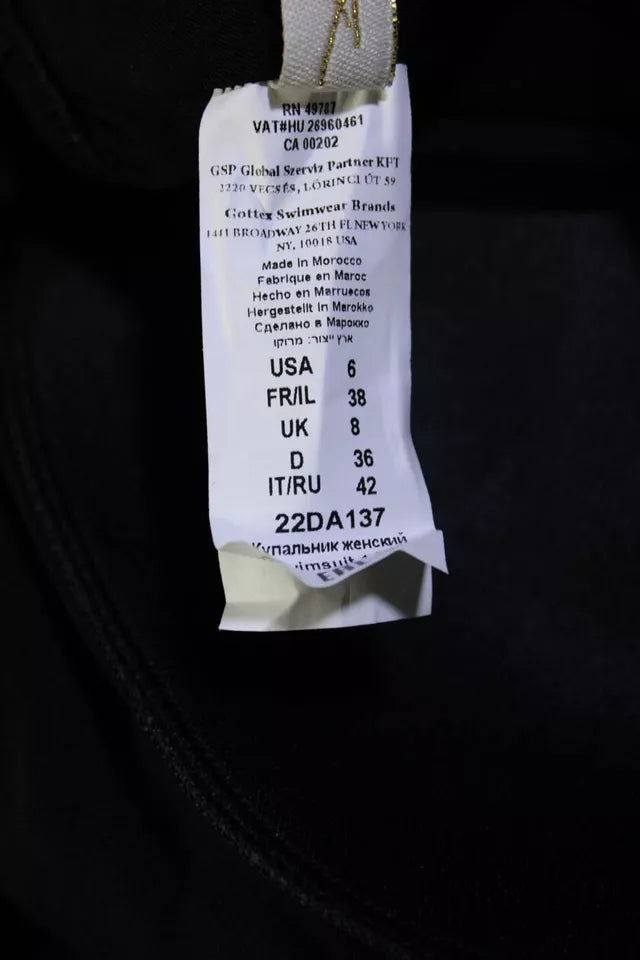 RN 49787
VAT#HU 26960461
CA 00202
GSP Global Szerviz Partner KFT
2220 VECSÉS, LŐRINCI ÚT 59
Gottex Swimwear Brands
1411 BROADWAY 26TH FL NEW YORK
NY, 10018 USA
Made in Morocco
Fabrique en Maroc
Hecho en Marruecos
Hergestellt in Marokko
Сделано в Марокко
ארץ ייצור: מרוקו
USA 6
FR/IL 38
UK 8
D 36
IT/RU 42
22DA137
Купальник женский